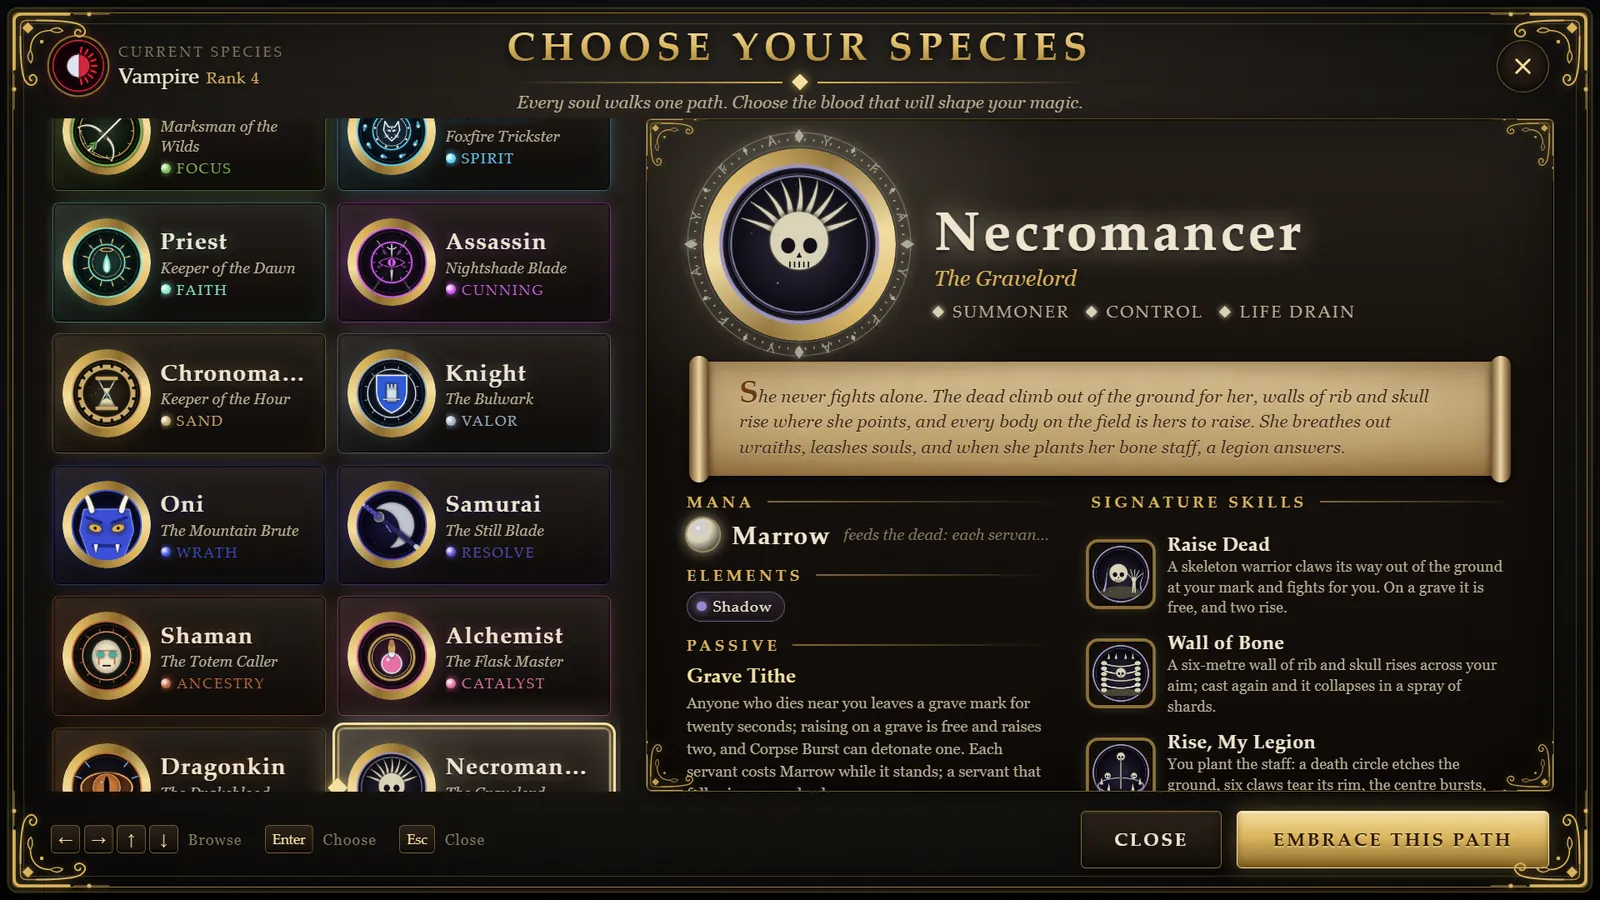 CURRENT SPECIES
Vampire Rank 4
CHOOSE YOUR SPECIES
Every soul walks one path. Choose the blood that will shape your magic.
Marksman of the
Wilds
FOCUS
Foxfire Trickster
SPIRIT
Priest
Keeper of the Dawn
FAITH
Assassin
Nightshade Blade
CUNNING
Chronoma...
Keeper of the Hour
SAND
Knight
The Bulwark
VALOR
Oni
The Mountain Brute
WRATH
Samurai
The Still Blade
RESOLVE
Shaman
The Totem Caller
ANCESTRY
Alchemist
The Flask Master
CATALYST
Dragonkin
Necroman...
Necromancer
The Gravelord
SUMMONER CONTROL LIFE DRAIN
She never fights alone. The dead climb out of the ground for her, walls of rib and skull
rise where she points, and every body on the field is hers to raise. She breathes out
wraiths, leashes souls, and when she plants her bone staff, a legion answers.
MANA
Marrow feeds the dead: each servan...
ELEMENTS
Shadow
PASSIVE
Grave Tithe
Anyone who dies near you leaves a grave mark for
twenty seconds; raising on a grave is free and raises
two, and Corpse Burst can detonate one. Each
servant costs Marrow while it stands; a servant that
SIGNATURE SKILLS
Raise Dead
A skeleton warrior claws its way out of the ground
at your mark and fights for you. On a grave it is
free, and two rise.
Wall of Bone
A six-metre wall of rib and skull rises across your
aim; cast again and it collapses in a spray of
shards.
Rise, My Legion
You plant the staff: a death circle etches the
ground, six claws tear its rim, the centre bursts,
← → ↑ ↓ Browse Enter Choose Esc Close
CLOSE
EMBRACE THIS PATH